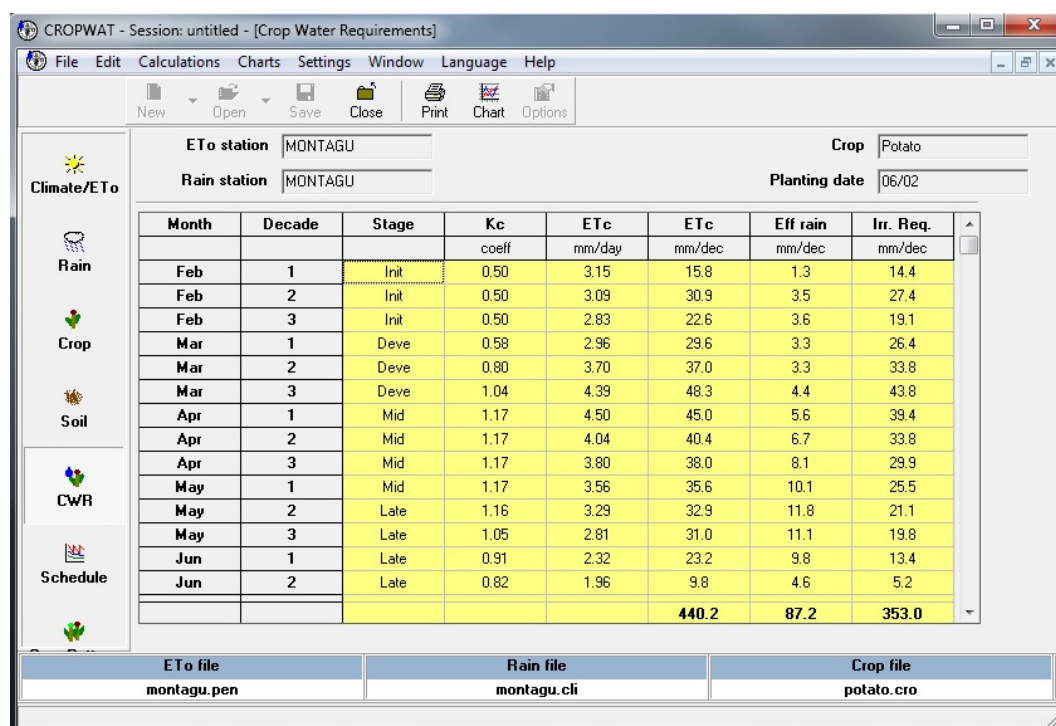 CROPWAT - Session: untitled - [Crop Water Requirements]
File Edit Calculations Charts Settings Window Language Help
New Open Save Close Print Chart Options
ETo station MONTAGU Crop Potato
Rain station MONTAGU Planting date 06/02
Climate/ETo
Rain
Crop
Soil
CWR
Schedule
Month Decade Stage Kc ETc ETc Eff rain Irr. Req.
coeff mm/day mm/dec mm/dec mm/dec
Feb 1 Init 0.50 3.15 15.8 1.3 14.4
Feb 2 Init 0.50 3.09 30.9 3.5 27.4
Feb 3 Init 0.50 2.83 22.6 3.6 19.1
Mar 1 Deve 0.58 2.96 29.6 3.3 26.4
Mar 2 Deve 0.80 3.70 37.0 3.3 33.8
Mar 3 Deve 1.04 4.39 48.3 4.4 43.8
Apr 1 Mid 1.17 4.50 45.0 5.6 39.4
Apr 2 Mid 1.17 4.04 40.4 6.7 33.8
Apr 3 Mid 1.17 3.80 38.0 8.1 29.9
May 1 Mid 1.17 3.56 35.6 10.1 25.5
May 2 Late 1.16 3.29 32.9 11.8 21.1
May 3 Late 1.05 2.81 31.0 11.1 19.8
Jun 1 Late 0.91 2.32 23.2 9.8 13.4
Jun 2 Late 0.82 1.96 9.8 4.6 5.2
440.2 87.2 353.0
ETo file Rain file Crop file
montagu.pen montagu.cli potato.cro